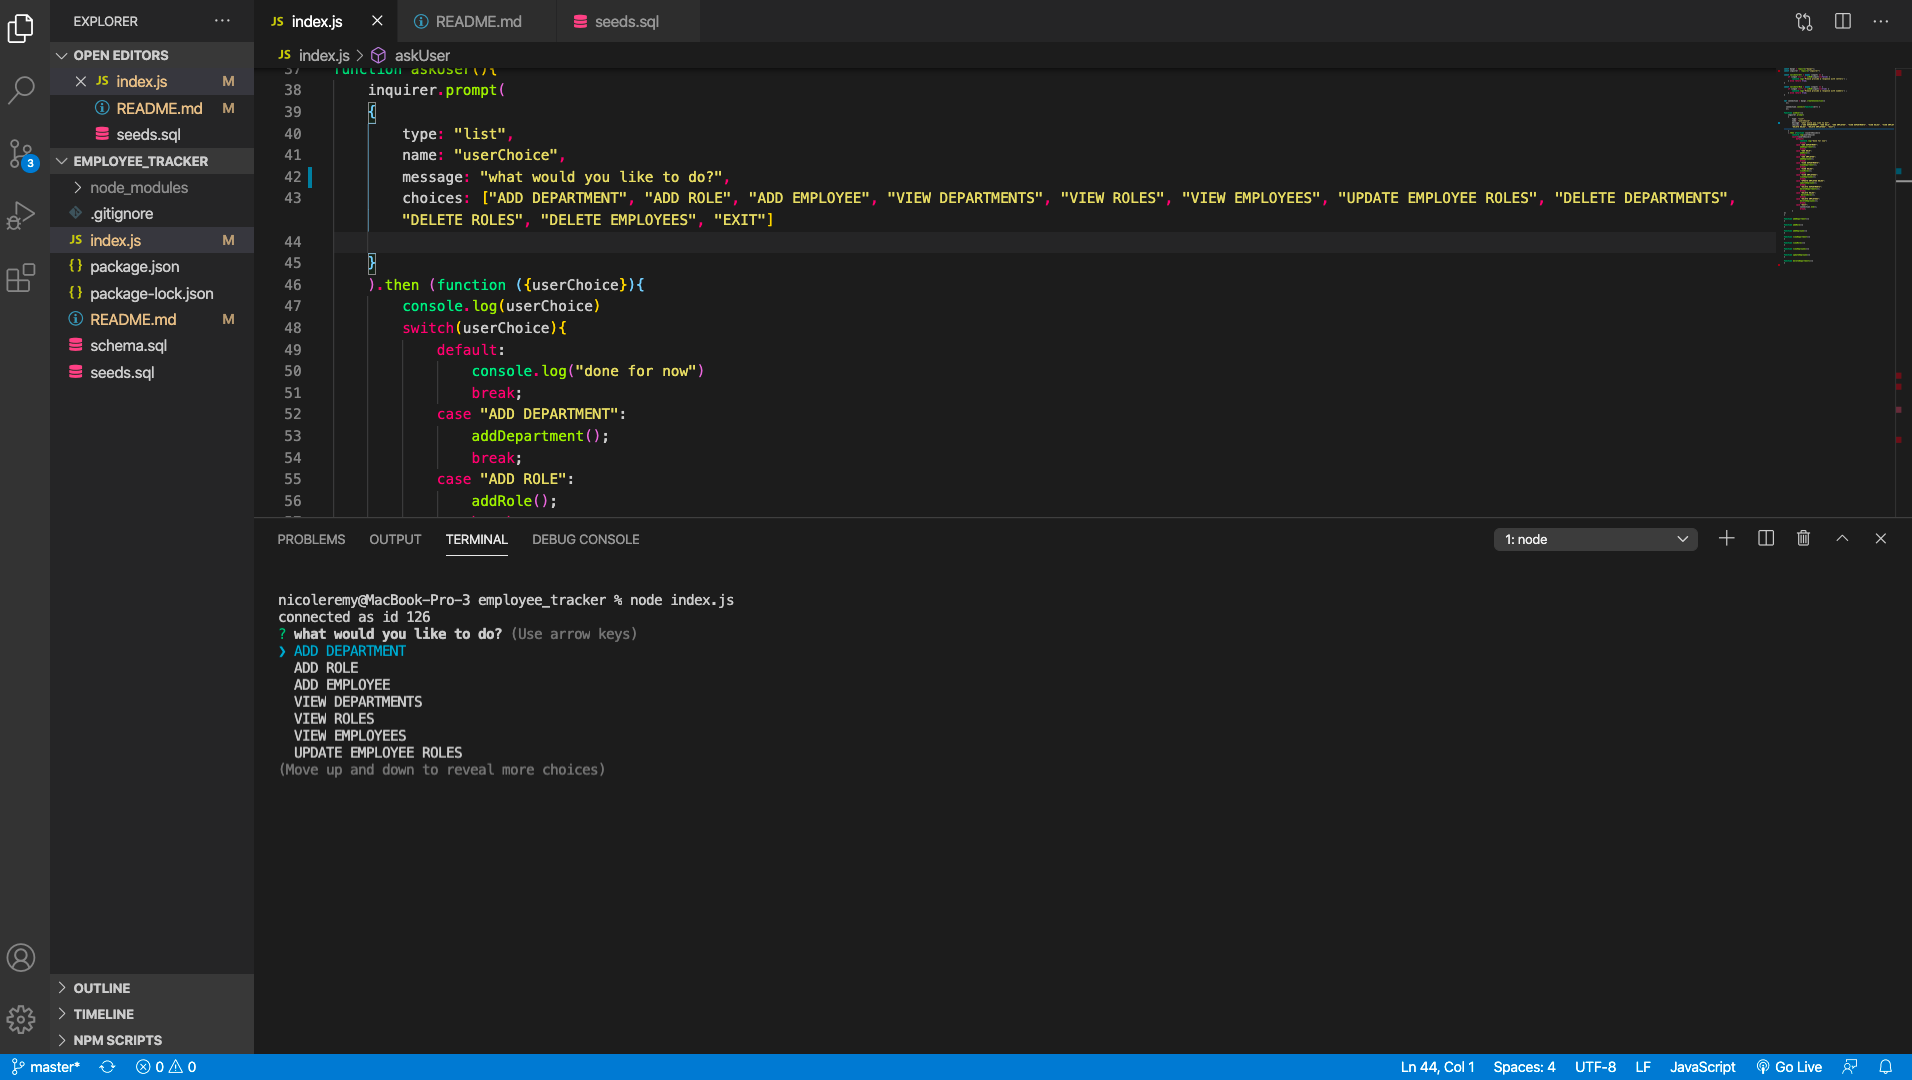 EXPLORER
OPEN EDITORS
JS index.js M
README.md M
seeds.sql
EMPLOYEE_TRACKER
node_modules
.gitignore
JS index.js M
{} package.json
{} package-lock.json
README.md M
schema.sql
seeds.sql
3
OUTLINE
TIMELINE
NPM SCRIPTS
JS index.js README.md seeds.sql
JS index.js > askUser
37 function askUser(){
38 inquirer.prompt(
39 {
40 type: "list",
41 name: "userChoice",
42 message: "what would you like to do?",
43 choices: ["ADD DEPARTMENT", "ADD ROLE", "ADD EMPLOYEE", "VIEW DEPARTMENTS", "VIEW ROLES", "VIEW EMPLOYEES", "UPDATE EMPLOYEE ROLES", "DELETE DEPARTMENTS",
"DELETE ROLES", "DELETE EMPLOYEES", "EXIT"]
44
45 }
46 ).then (function ({userChoice}){
47 console.log(userChoice)
48 switch(userChoice){
49 default:
50 console.log("done for now")
51 break;
52 case "ADD DEPARTMENT":
53 addDepartment();
54 break;
55 case "ADD ROLE":
56 addRole();
PROBLEMS OUTPUT TERMINAL DEBUG CONSOLE 1: node
nicoleremy@MacBook-Pro-3 employee_tracker % node index.js
connected as id 126
? what would you like to do? (Use arrow keys)
❯ ADD DEPARTMENT
ADD ROLE
ADD EMPLOYEE
VIEW DEPARTMENTS
VIEW ROLES
VIEW EMPLOYEES
UPDATE EMPLOYEE ROLES
(Move up and down to reveal more choices)
master* 0 0 Ln 44, Col 1 Spaces: 4 UTF-8 LF JavaScript Go Live